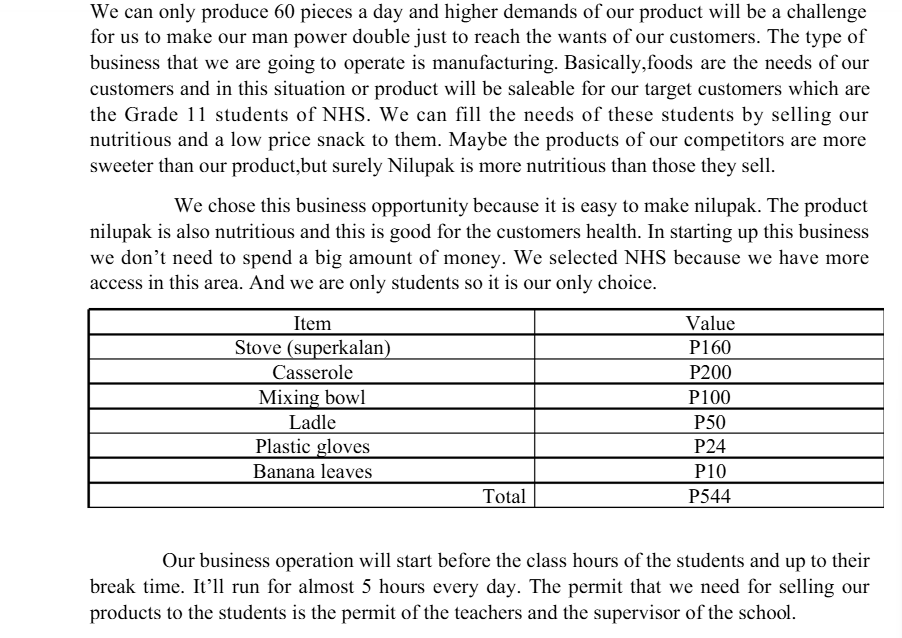 We can only produce 60 pieces a day and higher demands of our product will be a challenge
for us to make our man power double just to reach the wants of our customers. The type of
business that we are going to operate is manufacturing. Basically,foods are the needs of our
customers and in this situation or product will be saleable for our target customers which are
the Grade 11 students of NHS. We can fill the needs of these students by selling our
nutritious and a low price snack to them. Maybe the products of our competitors are more
sweeter than our product,but surely Nilupak is more nutritious than those they sell.
We chose this business opportunity because it is easy to make nilupak. The product
nilupak is also nutritious and this is good for the customers health. In starting up this business
we don't need to spend a big amount of money. We selected NHS because we have more
access in this area. And we are only students so it is our only choice.
Item Value
Stove (superkalan) P160
Casserole P200
Mixing bowl P100
Ladle P50
Plastic gloves P24
Banana leaves P10
Total P544
Our business operation will start before the class hours of the students and up to their
break time. It'll run for almost 5 hours every day. The permit that we need for selling our
products to the students is the permit of the teachers and the supervisor of the school.